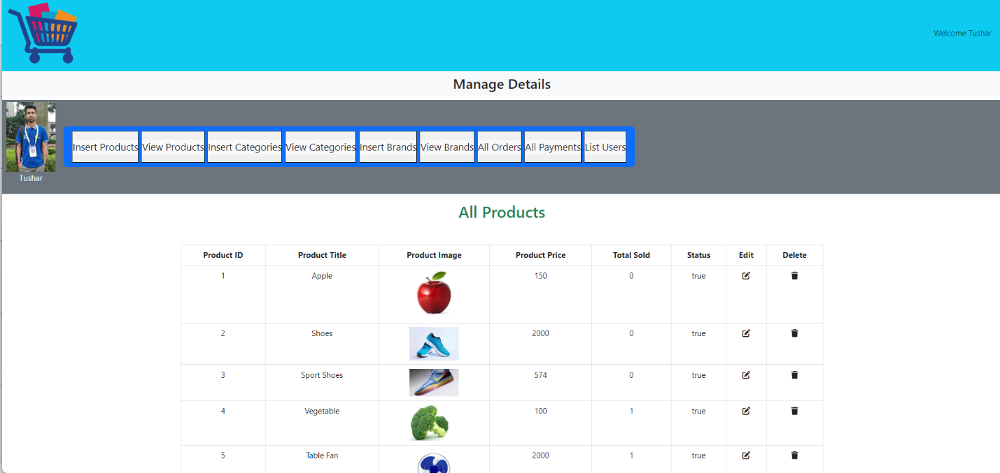 Welcome Tushar
Manage Details
Insert Products View Products Insert Categories View Categories Insert Brands View Brands All Orders All Payments List Users
Tushar
All Products
Product ID Product Title Product Image Product Price Total Sold Status Edit Delete
1 Apple 150 0 true
2 Shoes 2000 0 true
3 Sport Shoes 574 0 true
4 Vegetable 100 1 true
5 Table Fan 2000 1 true